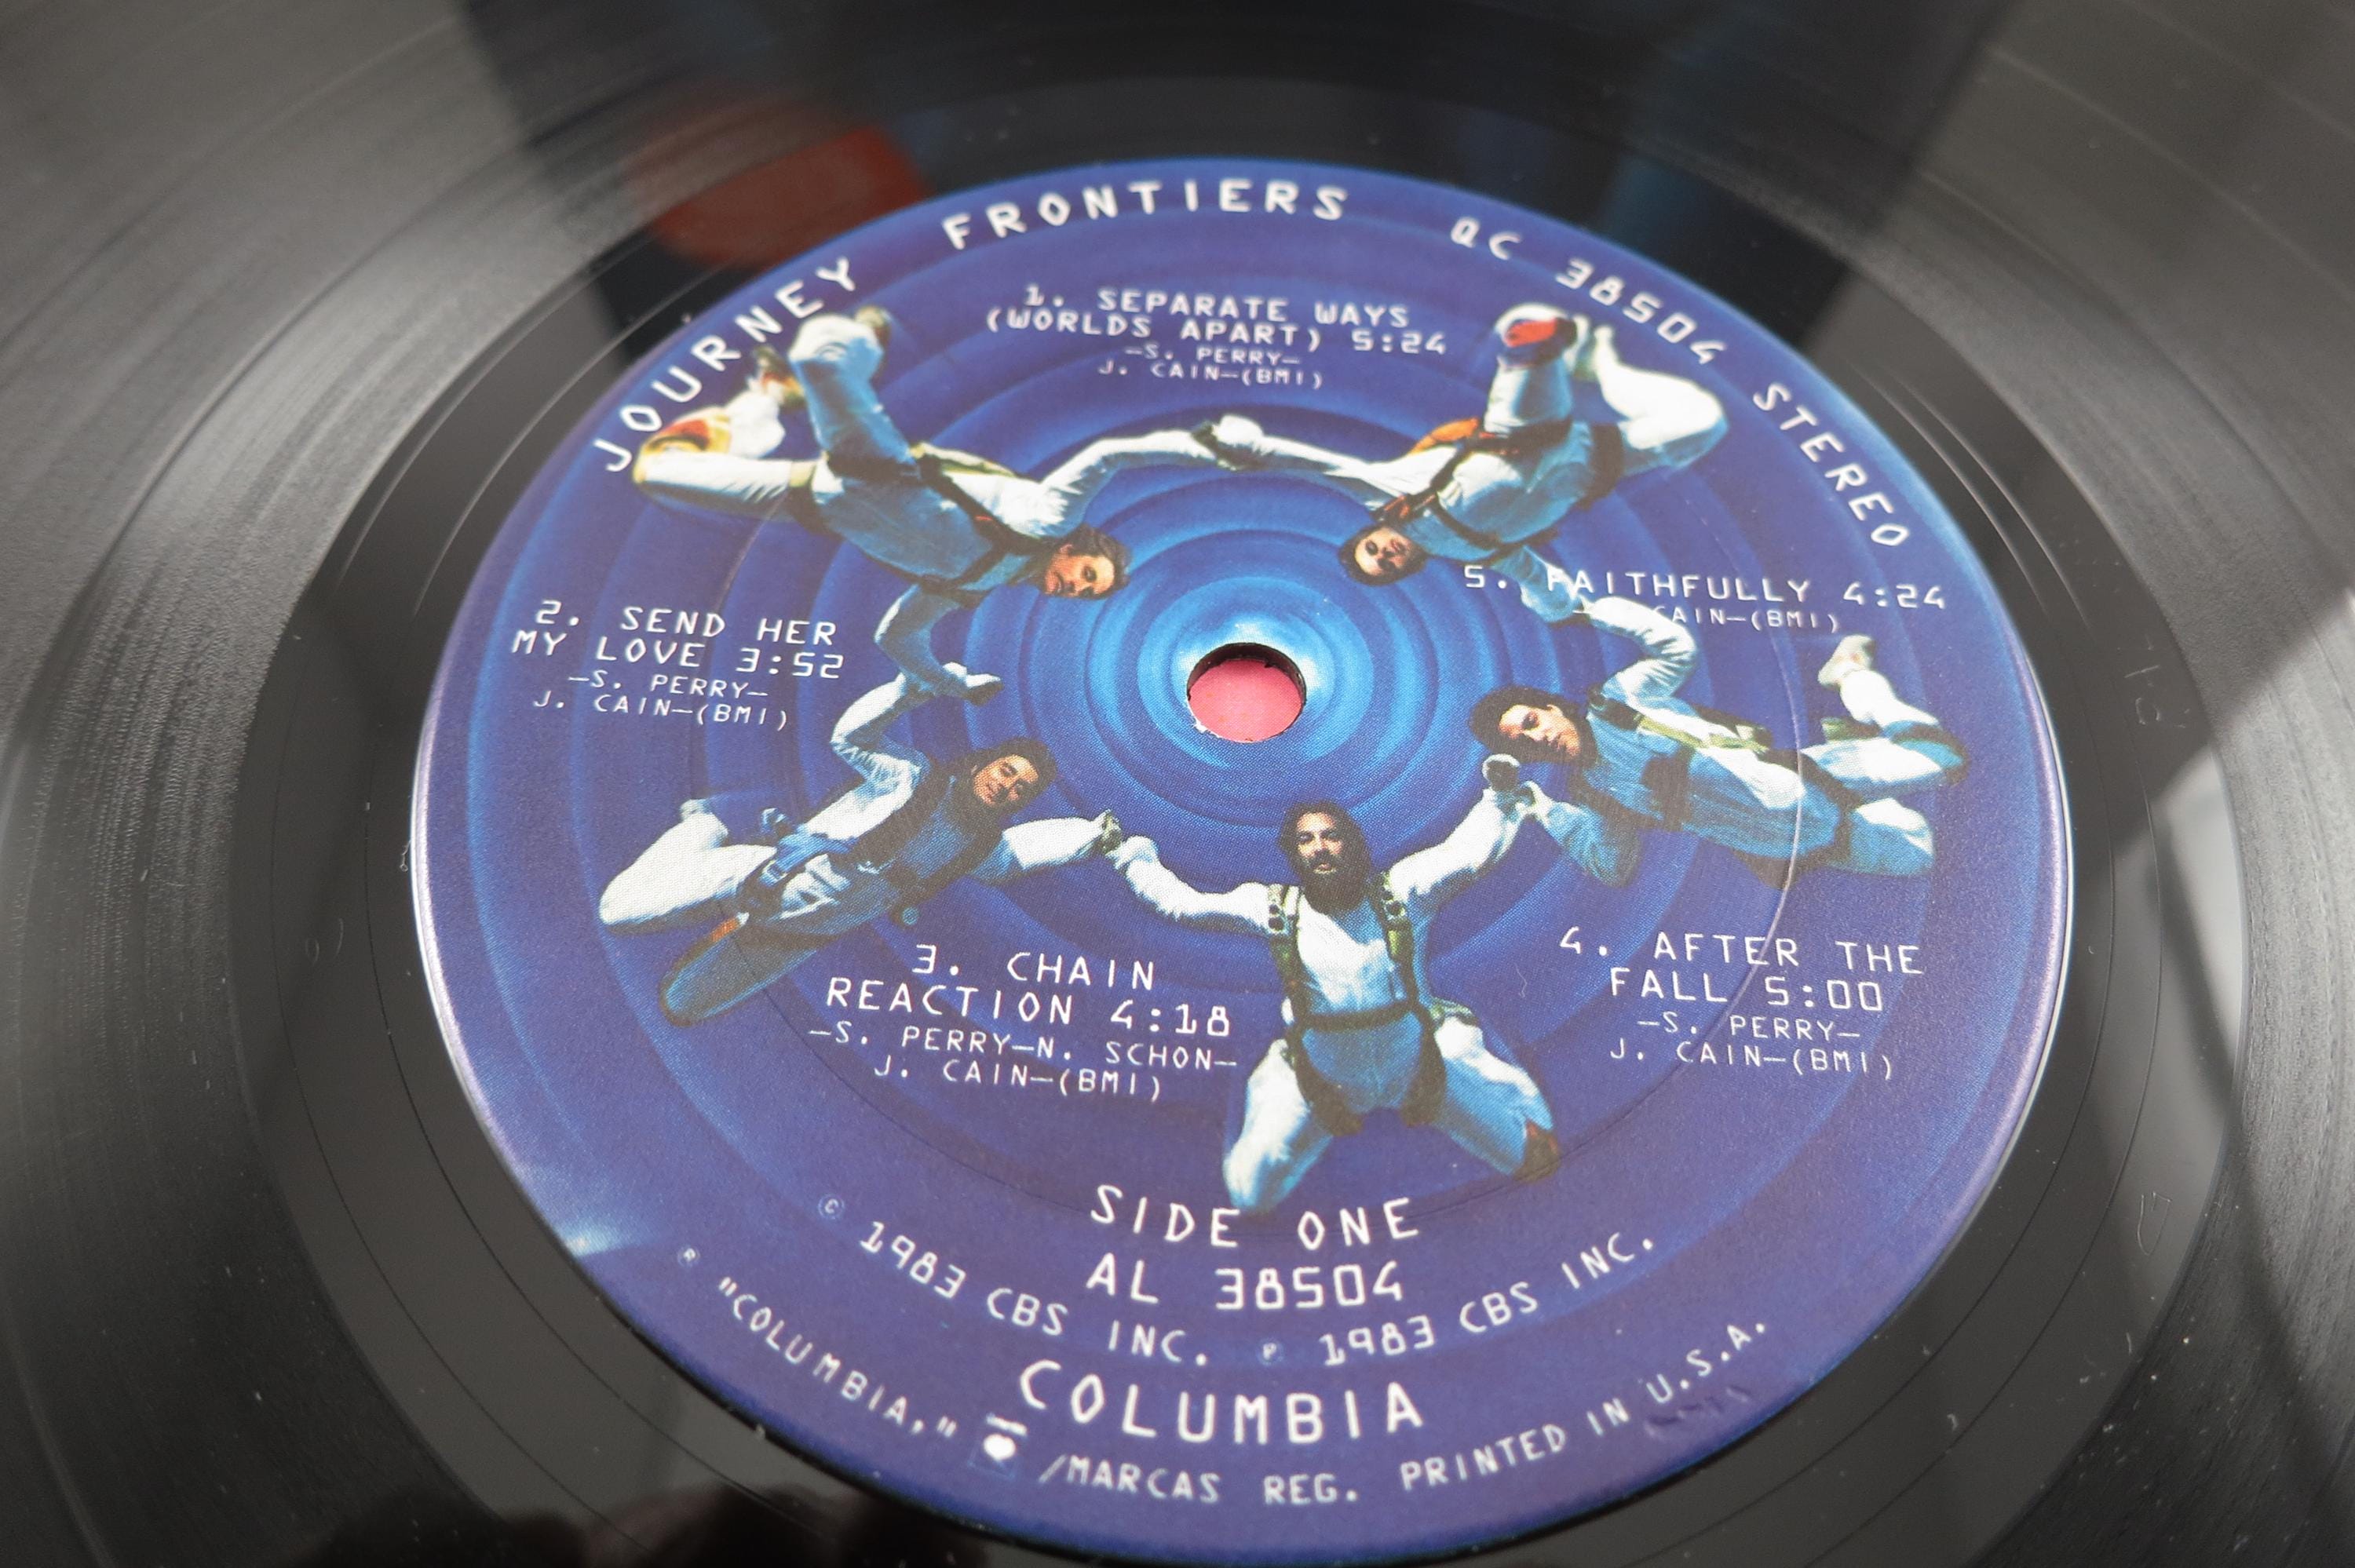 JOURNEY FRONTIERS QC 38504 STEREO
1. SEPARATE WAYS
(WORLDS APART) 5:24
—S. PERRY—
J. CAIN—(BMI)
2. SEND HER
MY LOVE 3:52
—S. PERRY—
J. CAIN—(BMI)
3. CHAIN
REACTION 4:18
—S. PERRY—N. SCHON—
J. CAIN—(BMI)
4. AFTER THE
FALL 5:00
—S. PERRY—
J. CAIN—(BMI)
5. FAITHFULLY 4:24
CAIN—(BMI)
SIDE ONE
AL 38504
© 1983 CBS INC. ℗ 1983 CBS INC.
COLUMBIA
® "COLUMBIA," /MARCAS REG. PRINTED IN U.S.A.